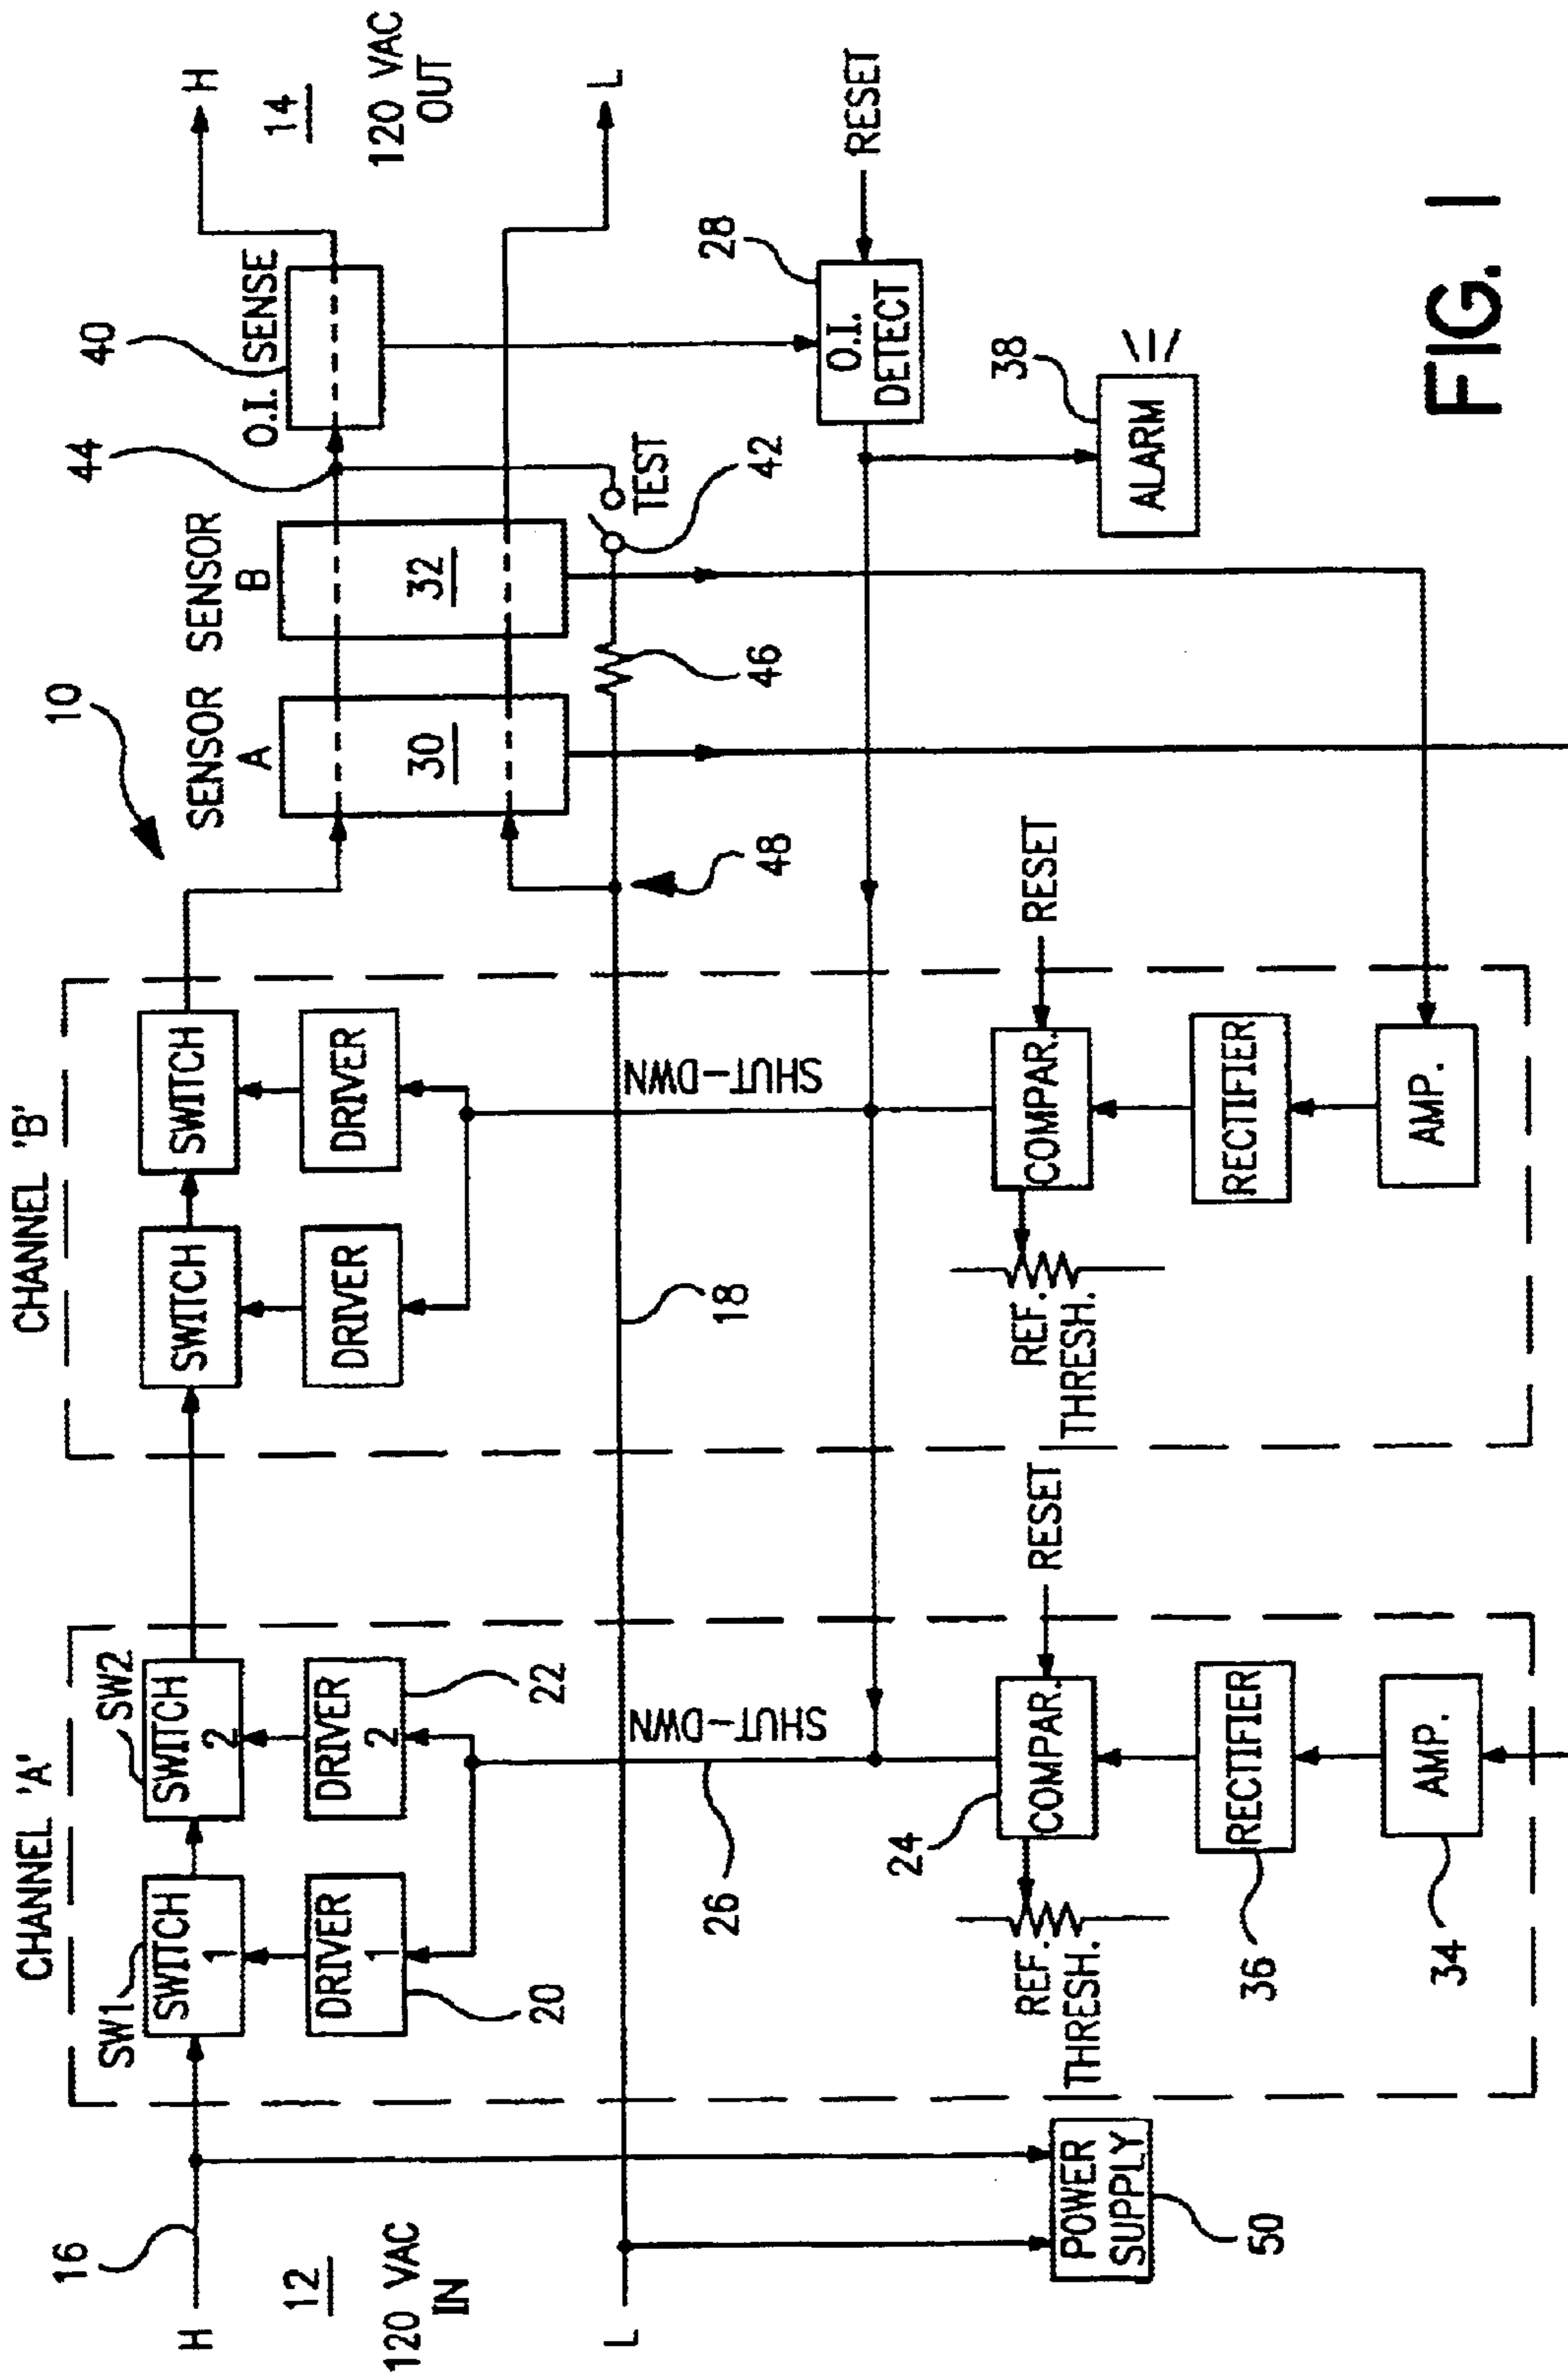 10
CHANNEL 'A'
CHANNEL 'B'
SW1
SWITCH
1
SW2
SWITCH
2
SWITCH
SWITCH
DRIVER
1
20
DRIVER
2
22
DRIVER
DRIVER
16
H
12
120 VAC
IN
L
18
26
SHUT-DWN
SHUT-DWN
SENSOR
A
30
SENSOR
B
32
44
40
O.I. SENSE
H
14
120 VAC
OUT
L
46
TEST
42
48
28
O.I.
DETECT
RESET
38
ALARM
24
COMPAR.
RESET
REF.
THRESH.
COMPAR.
RESET
REF.
THRESH.
36
RECTIFIER
RECTIFIER
34
AMP.
AMP.
POWER
SUPPLY
50
FIG. 1